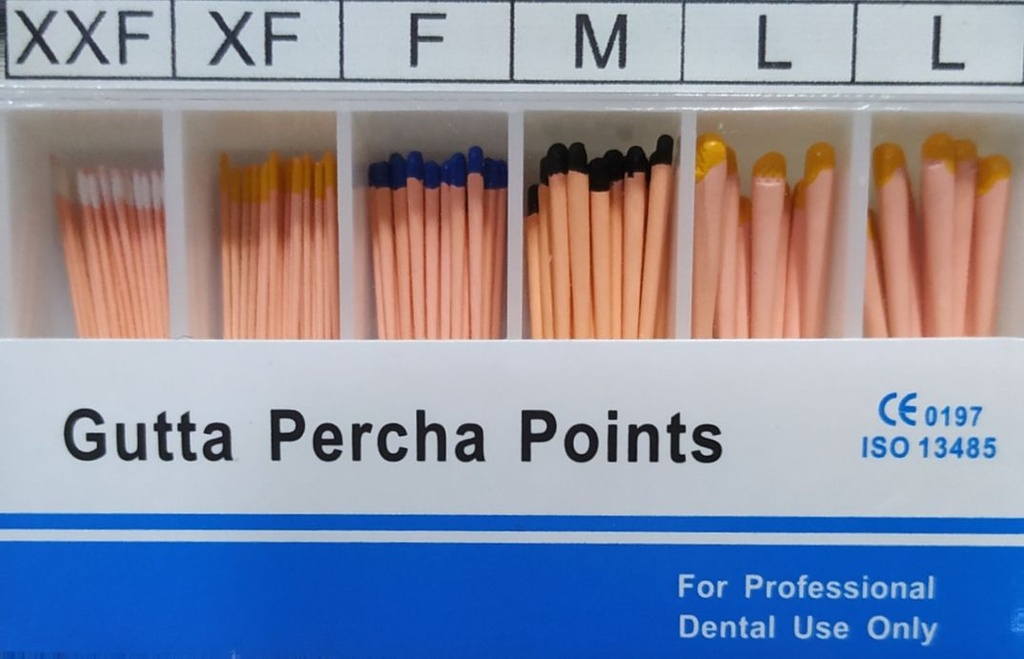 XXF XF F M L L
Gutta Percha Points
CE 0197
ISO 13485
For Professional
Dental Use Only